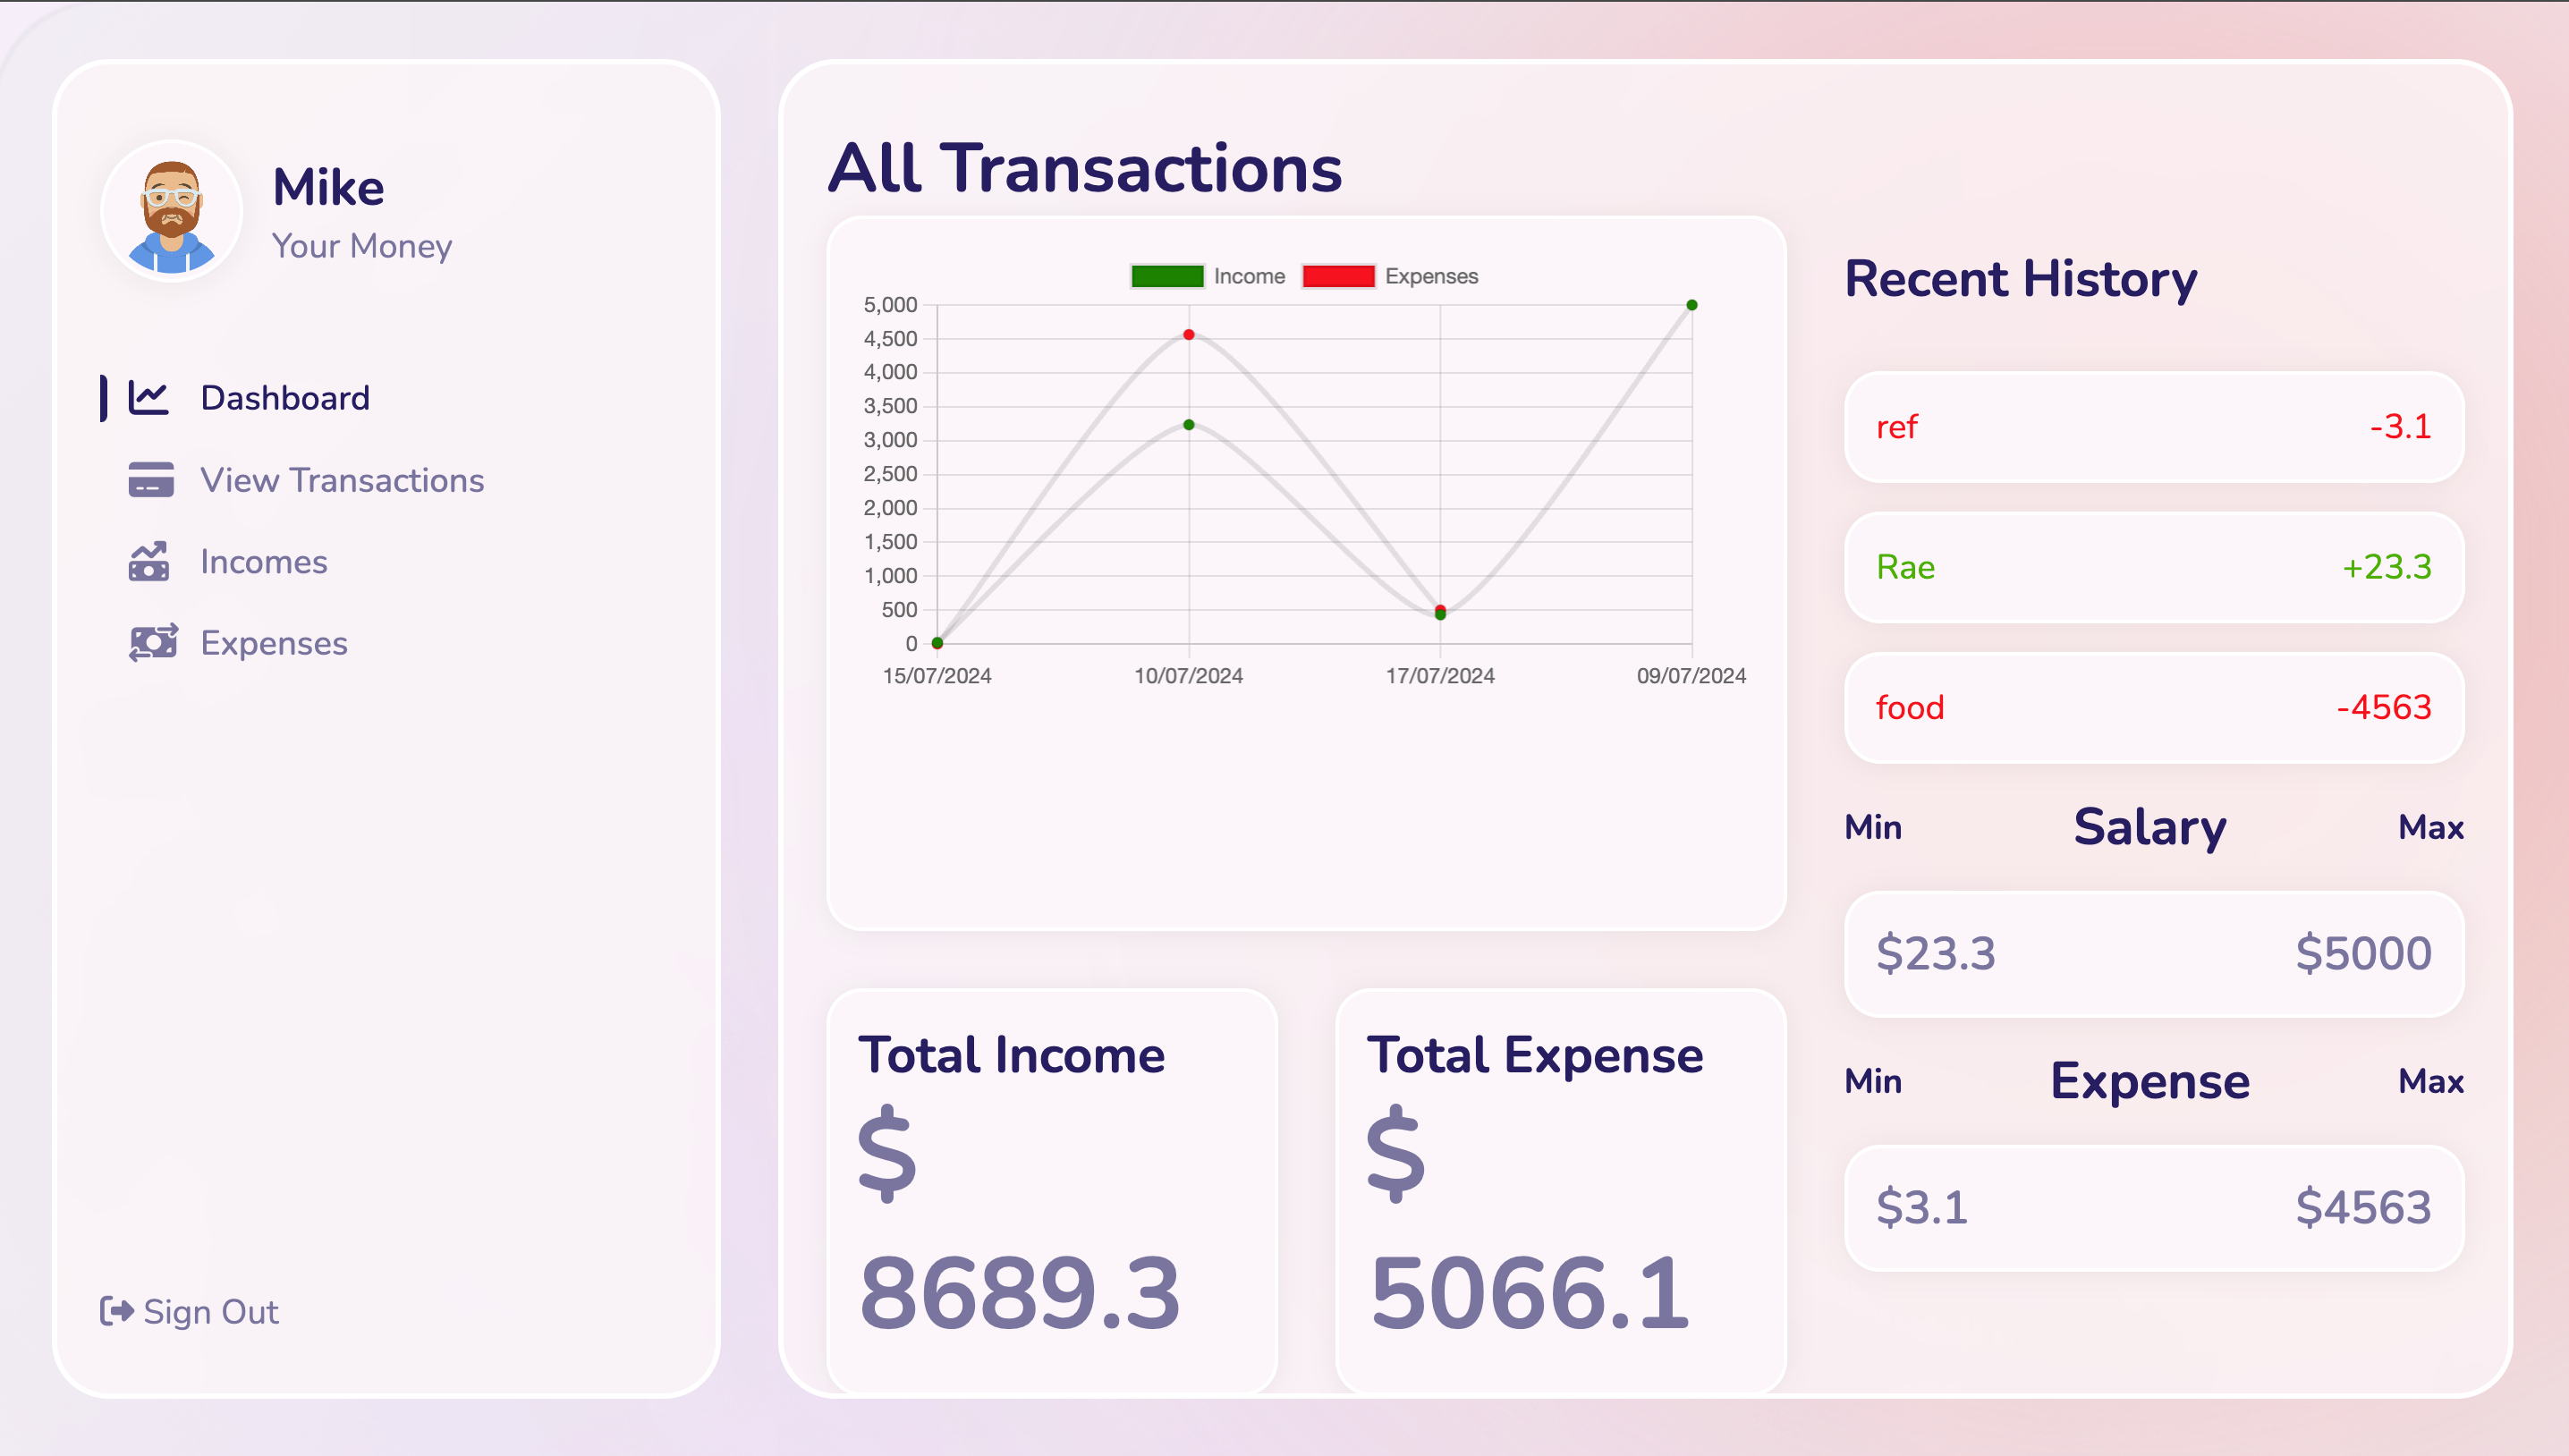 Mike
Your Money
Dashboard
View Transactions
Incomes
Expenses
Sign Out
All Transactions
Income Expenses
5,000
4,500
4,000
3,500
3,000
2,500
2,000
1,500
1,000
500
0
15/07/2024 10/07/2024 17/07/2024 09/07/2024
Total Income
$
8689.3
Total Expense
$
5066.1
Recent History
ref -3.1
Rae +23.3
food -4563
Min Salary Max
$23.3 $5000
Min Expense Max
$3.1 $4563